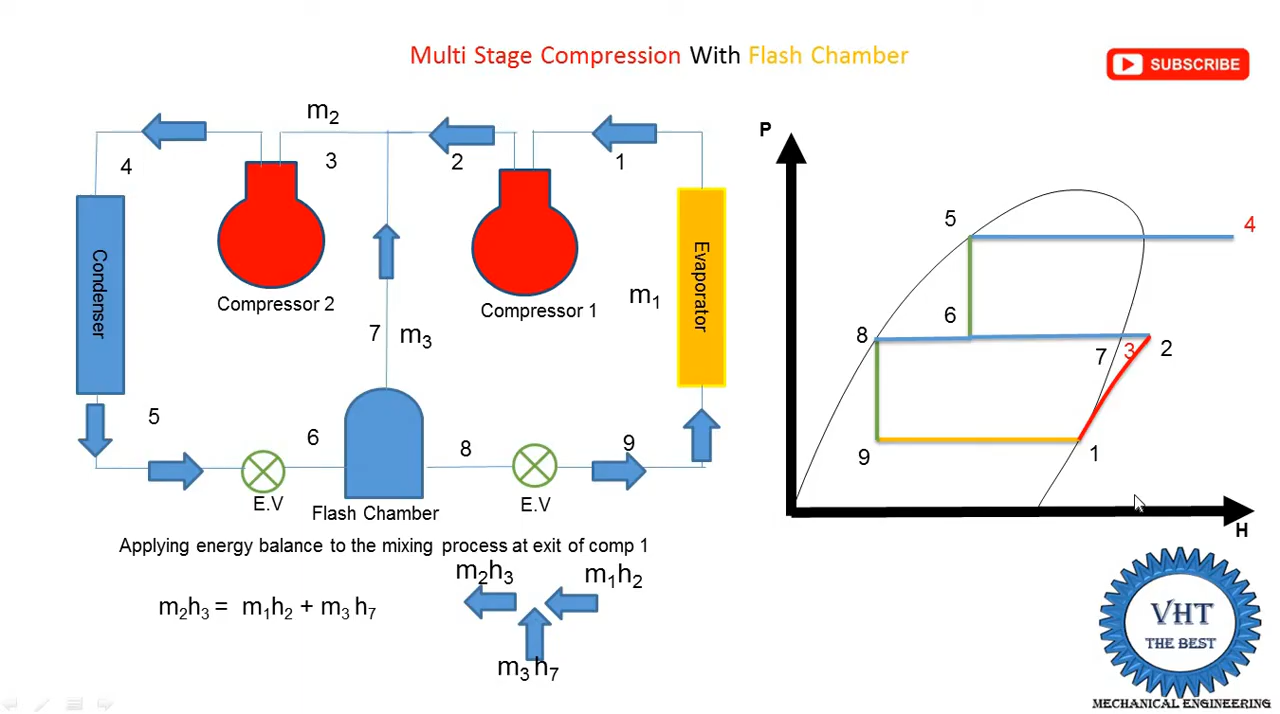 Multi Stage Compression With Flash Chamber
SUBSCRIBE
m2
4
3
2
1
Condenser
Compressor 2
Compressor 1
Evaporator
m1
7
m3
5
6
8
9
E.V
Flash Chamber
E.V
Applying energy balance to the mixing process at exit of comp 1
m2h3 = m1h2 + m3 h7
m2h3
m1h2
m3 h7
P
5
4
6
8
7
3
2
9
1
H
VHT
THE BEST
MECHANICAL ENGINEERING